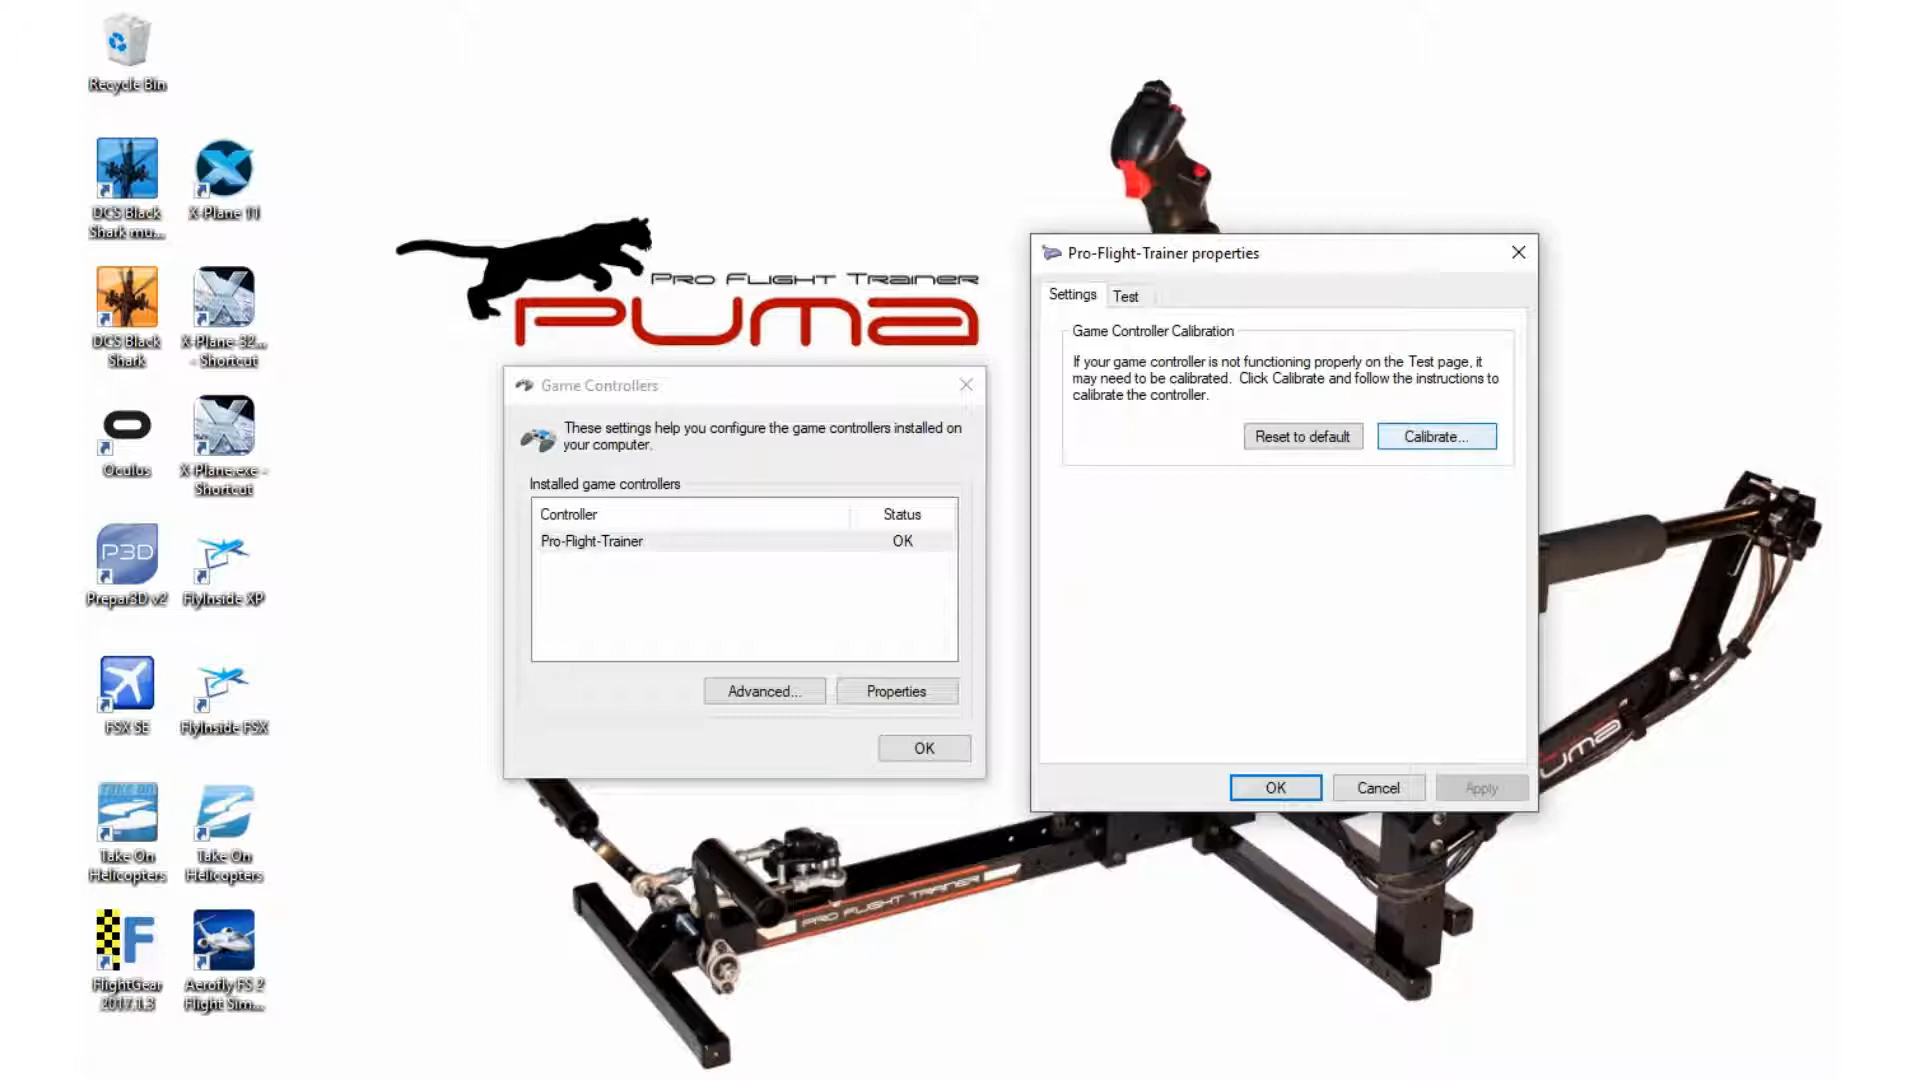 Recycle Bin
DCS Black
Shark mu...
X-Plane 11
DCS Black
Shark
X-Plane-32...
- Shortcut
Oculus
X-Plane.exe -
Shortcut
Prepar3D v2
P3D
FlyInside XP
FSX SE
FlyInside FSX
TAKE ON
Take On
Helicopters
Take On
Helicopters
FlightGear
2017.1.3
Aerofly FS 2
Flight Sim...
PRO FLIGHT TRAINER
PUMA
Game Controllers
These settings help you configure the game controllers installed on
your computer.
Installed game controllers
Controller Status
Pro-Flight-Trainer OK
Advanced... Properties
OK
Pro-Flight-Trainer properties
Settings Test
Game Controller Calibration
If your game controller is not functioning properly on the Test page, it
may need to be calibrated. Click Calibrate and follow the instructions to
calibrate the controller.
Reset to default Calibrate...
OK Cancel Apply
PUMA
PRO FLIGHT TRAINER